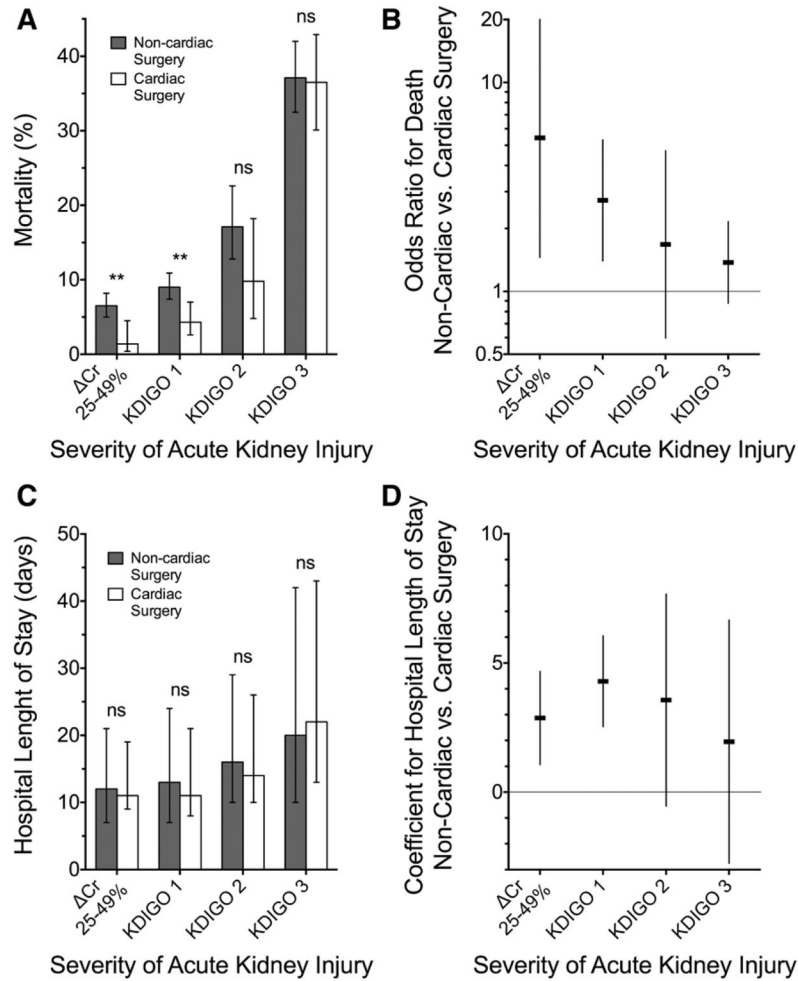 A
Mortality (%)
40
30
20
10
0
Non-cardiac
Surgery
Cardiac
Surgery
**
**
ns
ns
ΔCr
25-49%
KDIGO 1
KDIGO 2
KDIGO 3
Severity of Acute Kidney Injury
B
Odds Ratio for Death
Non-Cardiac vs. Cardiac Surgery
20
10
1
0.5
ΔCr
25-49%
KDIGO 1
KDIGO 2
KDIGO 3
Severity of Acute Kidney Injury
C
Hospital Lenght of Stay (days)
50
40
30
20
10
0
Non-cardiac
Surgery
Cardiac
Surgery
ns
ns
ns
ns
ΔCr
25-49%
KDIGO 1
KDIGO 2
KDIGO 3
Severity of Acute Kidney Injury
D
Coefficient for Hospital Length of Stay
Non-Cardiac vs. Cardiac Surgery
10
5
0
ΔCr
25-49%
KDIGO 1
KDIGO 2
KDIGO 3
Severity of Acute Kidney Injury